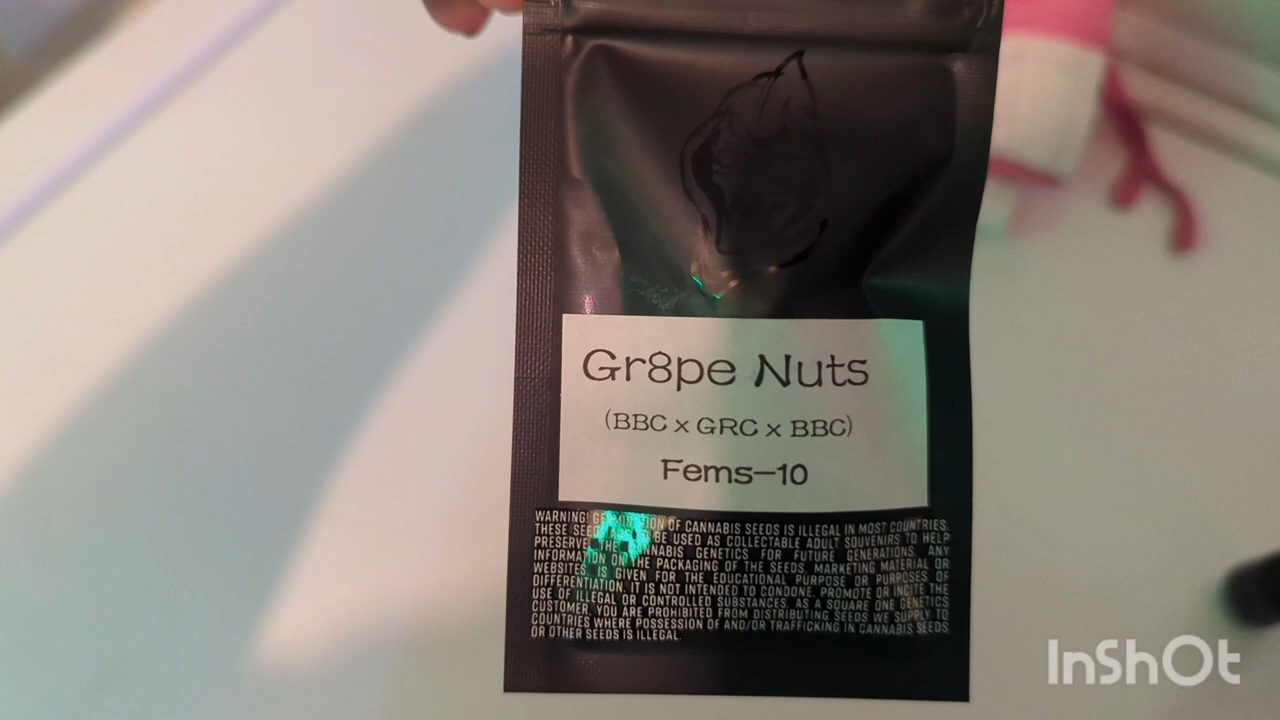 Gr8pe Nuts
(BBC x GRC x BBC)
Fems-10
WARNING! GERMINATION OF CANNABIS SEEDS IS ILLEGAL IN MOST COUNTRIES.
THESE SEEDS TO BE USED AS COLLECTABLE ADULT SOUVENIRS TO HELP
PRESERVE THE CANNABIS GENETICS FOR FUTURE GENERATIONS. ANY
INFORMATION ON THE PACKAGING OF THE SEEDS, MARKETING MATERIAL OR
WEBSITES, IS GIVEN FOR THE EDUCATIONAL PURPOSE OR PURPOSES OF
DIFFERENTIATION. IT IS NOT INTENDED TO CONDONE, PROMOTE OR INCITE THE
USE OF ILLEGAL OR CONTROLLED SUBSTANCES. AS A SQUARE ONE GENETICS
CUSTOMER, YOU ARE PROHIBITED FROM DISTRIBUTING SEEDS WE SUPPLY TO
COUNTRIES WHERE POSSESSION OF AND/OR TRAFFICKING IN CANNABIS SEEDS
OR OTHER SEEDS IS ILLEGAL.
InShOt